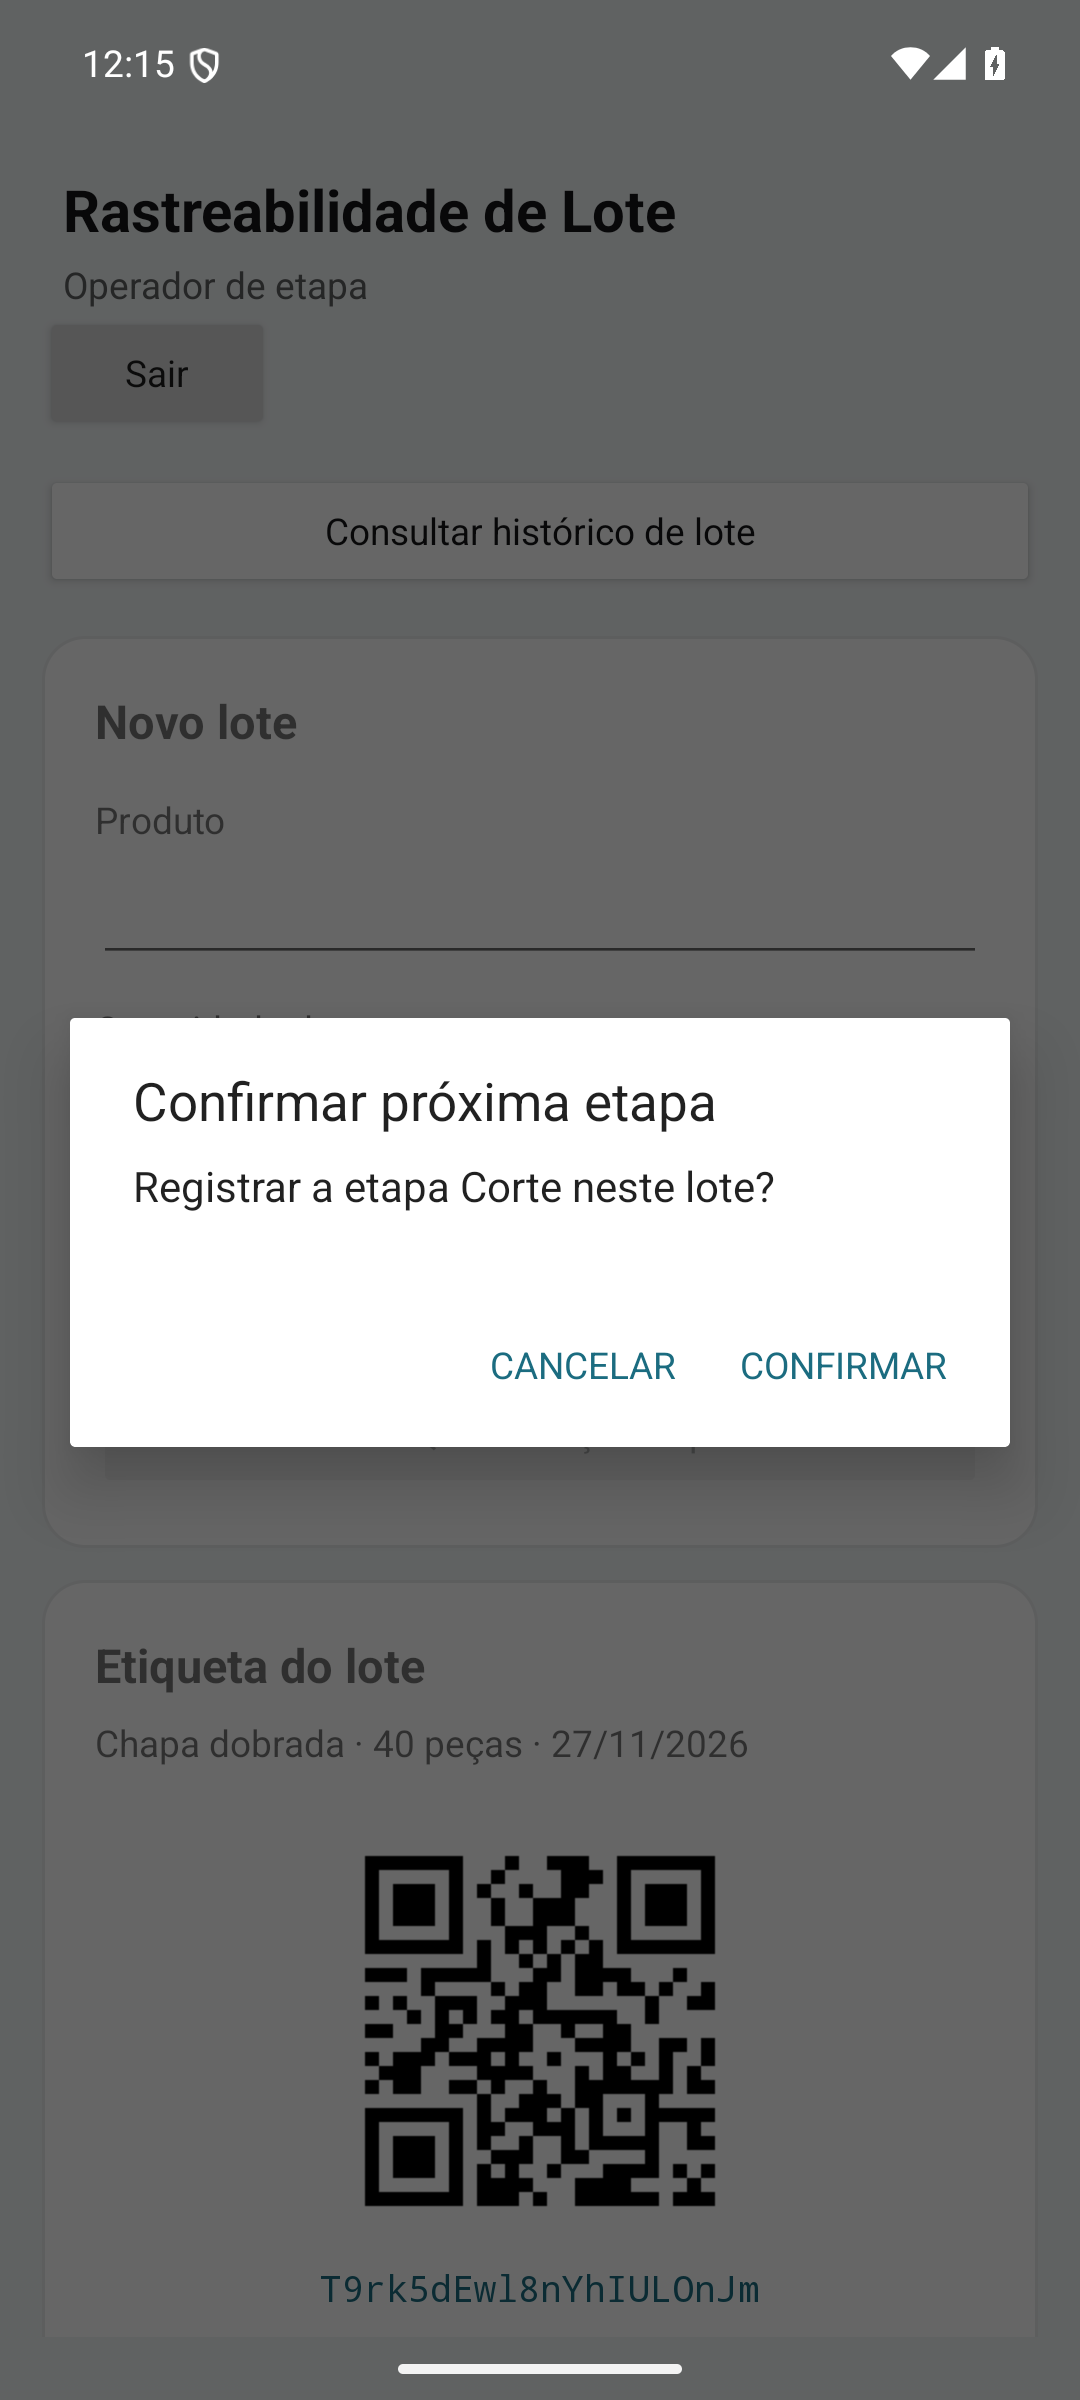 12:15
Rastreabilidade de Lote
Operador de etapa
Sair
Consultar histórico de lote
Novo lote
Produto
Confirmar próxima etapa
Registrar a etapa Corte neste lote?
CANCELAR CONFIRMAR
Etiqueta do lote
Chapa dobrada · 40 peças · 27/11/2026
T9rk5dEwl8nYhIULOnJm